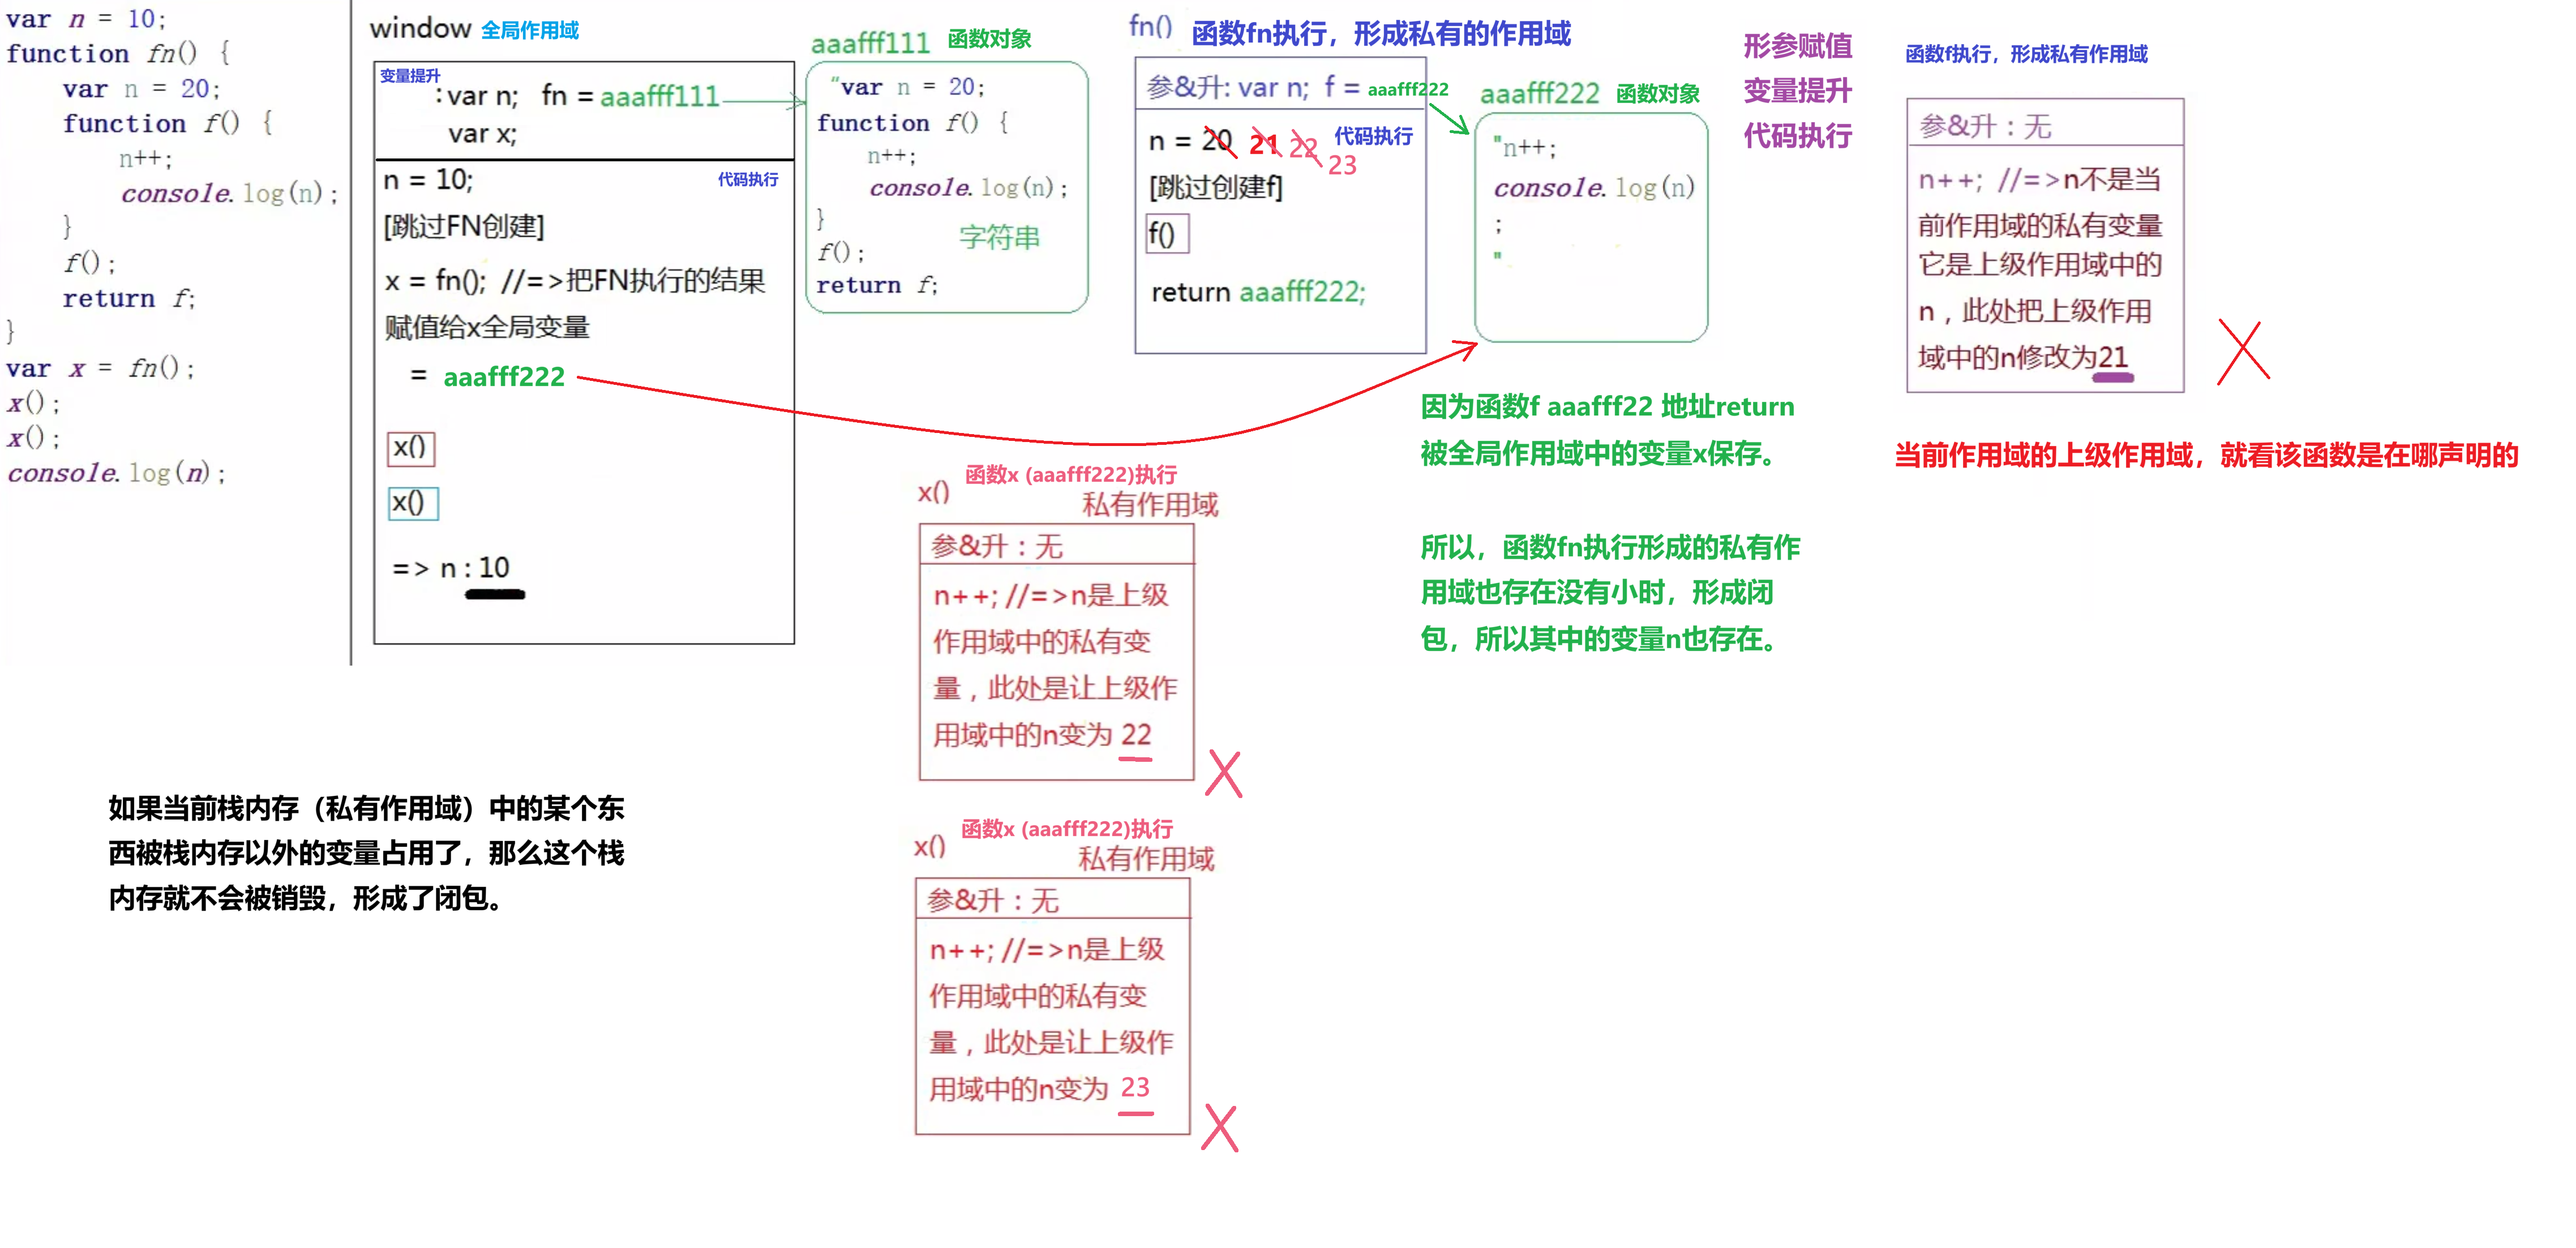 var n = 10;
function fn() {
    var n = 20;
    function f() {
        n++;
        console.log(n);
    }
    f();
    return f;
}
var x = fn();
x();
x();
console.log(n);
window 全局作用域
变量提升
: var n; fn = aaafff111
var x;
n = 10;
代码执行
[跳过FN创建]
x = fn(); //=>把FN执行的结果
赋值给x全局变量
= aaafff222
x()
x()
=> n : 10
aaafff111 函数对象
"var n = 20;
function f() {
    n++;
    console.log(n);
}
字符串
f();
return f;
fn() 函数fn执行，形成私有的作用域
参&升: var n; f = aaafff222
n = 20 21 22 23
代码执行
[跳过创建f]
f()
return aaafff222;
aaafff222 函数对象
"n++;
console.log(n)
;
"
形参赋值
变量提升
代码执行
函数f执行，形成私有作用域
参&升：无
n++; //=>n不是当
前作用域的私有变量
它是上级作用域中的
n，此处把上级作用
域中的n修改为21
因为函数f aaafff22 地址return
被全局作用域中的变量x保存。
当前作用域的上级作用域，就看该函数是在哪声明的
所以，函数fn执行形成的私有作
用域也存在没有小时，形成闭
包，所以其中的变量n也存在。
函数x (aaafff222)执行
x()
私有作用域
参&升：无
n++; //=>n是上级
作用域中的私有变
量，此处是让上级作
用域中的n变为 22
如果当前栈内存（私有作用域）中的某个东
西被栈内存以外的变量占用了，那么这个栈
内存就不会被销毁，形成了闭包。
函数x (aaafff222)执行
x()
私有作用域
参&升：无
n++; //=>n是上级
作用域中的私有变
量，此处是让上级作
用域中的n变为 23